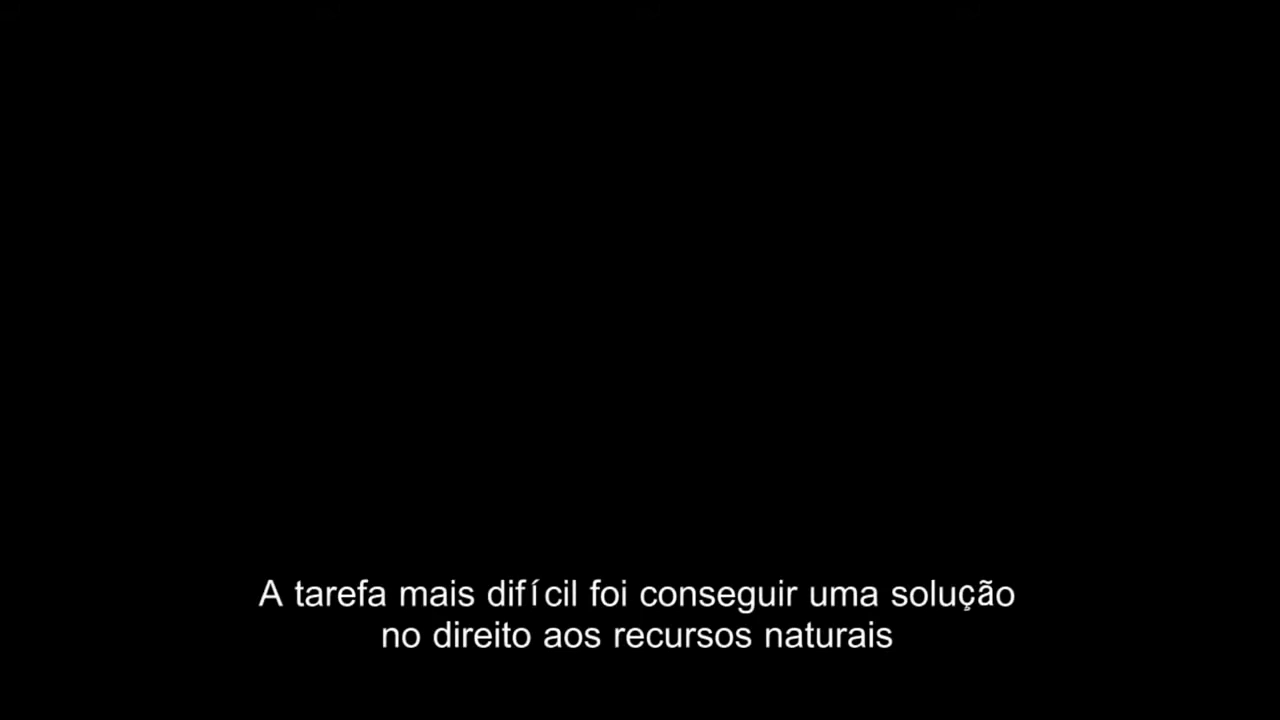 A tarefa mais difícil foi conseguir uma solução
no direito aos recursos naturais